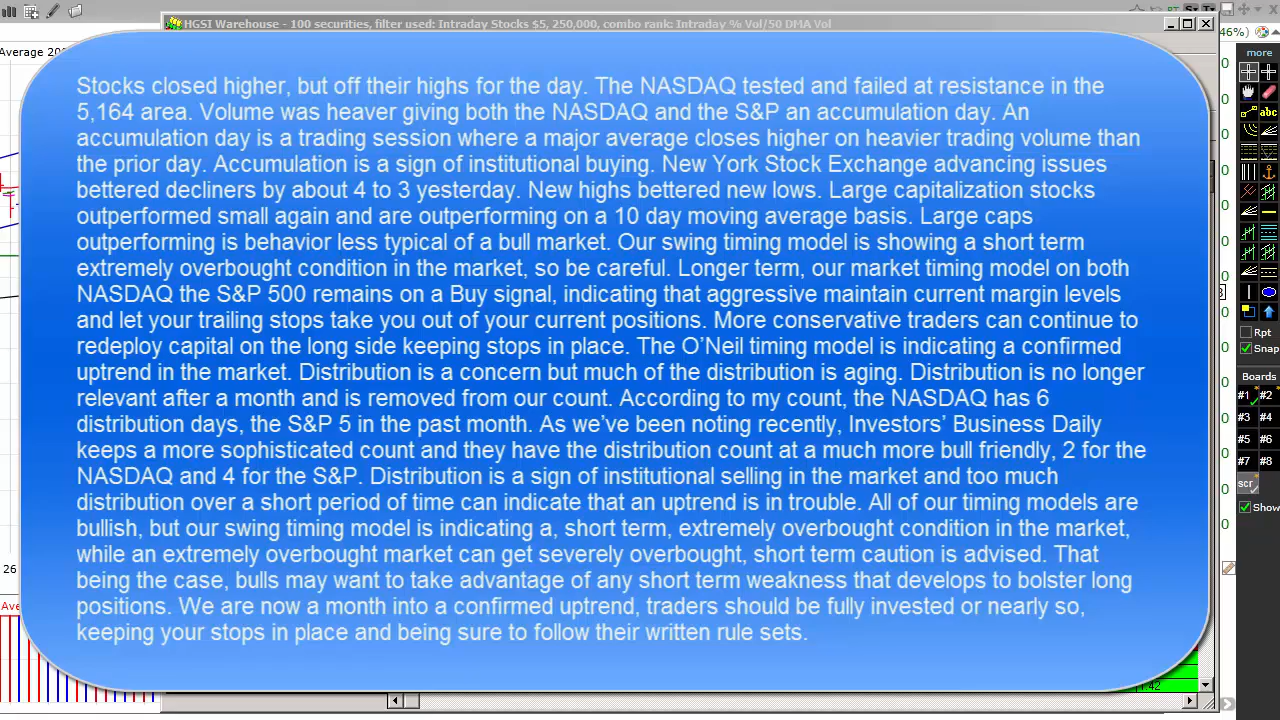 HGSI Warehouse - 100 securities, filter used: Intraday Stocks $5, 250,000, combo rank: Intraday % Vol/50 DMA Vol
46%)
Average 20
more
abc
Stocks closed higher, but off their highs for the day. The NASDAQ tested and failed at resistance in the
5,164 area. Volume was heaver giving both the NASDAQ and the S&P an accumulation day. An
accumulation day is a trading session where a major average closes higher on heavier trading volume than
the prior day. Accumulation is a sign of institutional buying. New York Stock Exchange advancing issues
bettered decliners by about 4 to 3 yesterday. New highs bettered new lows. Large capitalization stocks
outperformed small again and are outperforming on a 10 day moving average basis. Large caps
outperforming is behavior less typical of a bull market. Our swing timing model is showing a short term
extremely overbought condition in the market, so be careful. Longer term, our market timing model on both
NASDAQ the S&P 500 remains on a Buy signal, indicating that aggressive maintain current margin levels
and let your trailing stops take you out of your current positions. More conservative traders can continue to
redeploy capital on the long side keeping stops in place. The O’Neil timing model is indicating a confirmed
uptrend in the market. Distribution is a concern but much of the distribution is aging. Distribution is no longer
relevant after a month and is removed from our count. According to my count, the NASDAQ has 6
distribution days, the S&P 5 in the past month. As we’ve been noting recently, Investors’ Business Daily
keeps a more sophisticated count and they have the distribution count at a much more bull friendly, 2 for the
NASDAQ and 4 for the S&P. Distribution is a sign of institutional selling in the market and too much
distribution over a short period of time can indicate that an uptrend is in trouble. All of our timing models are
bullish, but our swing timing model is indicating a, short term, extremely overbought condition in the market,
while an extremely overbought market can get severely overbought, short term caution is advised. That
being the case, bulls may want to take advantage of any short term weakness that develops to bolster long
positions. We are now a month into a confirmed uptrend, traders should be fully invested or nearly so,
keeping your stops in place and being sure to follow their written rule sets.
Rpt
Snap
Boards
#1 #2
#3 #4
#5 #6
#7 #8
scr
Show
26
Ave
1.42